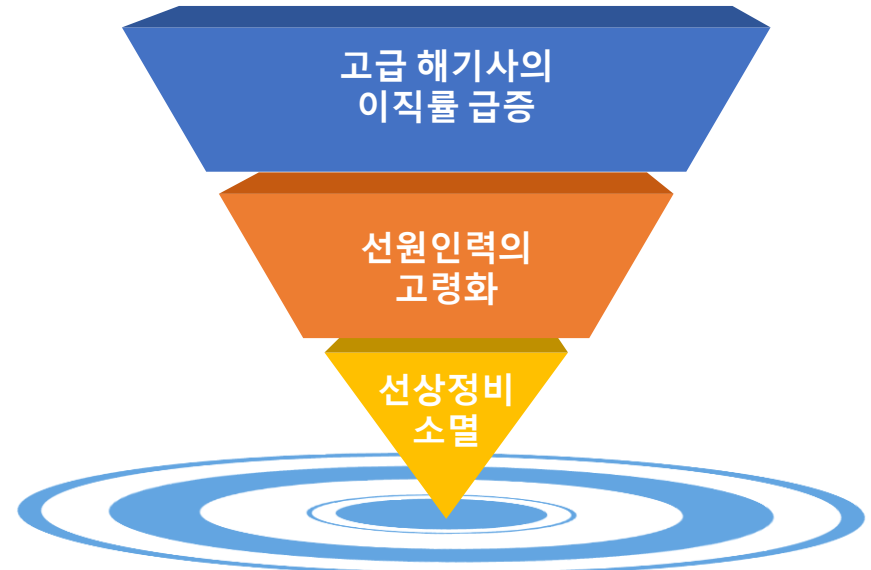 고급 해기사의
이직률 급증
선원인력의
고령화
선상정비
소멸